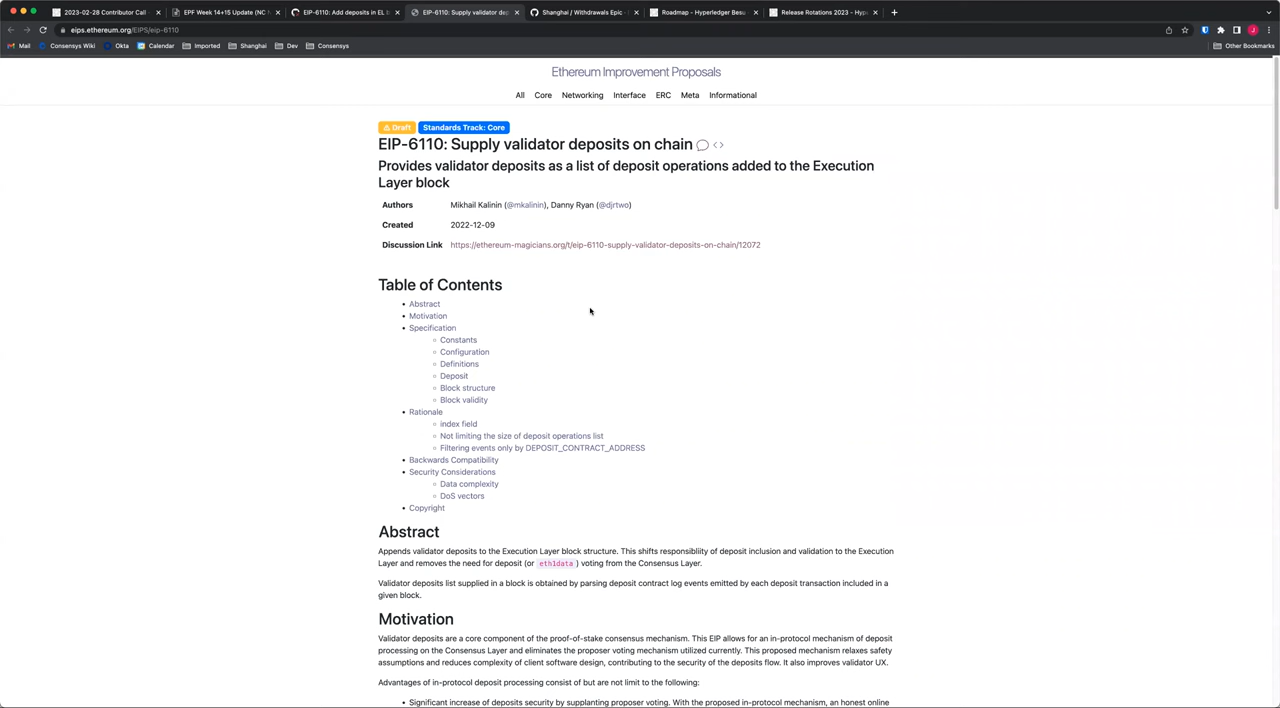 2023-02-28 Contributor Call -
EPF Week 14+15 Update (NC N
EIP-6110: Add deposits in EL b
EIP-6110: Supply validator dep
Shanghai / Withdrawals Epic ·
Roadmap - Hyperledger Besu
Release Rotations 2023 - Hype
eips.ethereum.org/EIPS/eip-6110
Mail
Consensys Wiki
Okta
Calendar
Imported
Shanghai
Dev
Consensys
Other Bookmarks
Ethereum Improvement Proposals
All Core Networking Interface ERC Meta Informational
Draft Standards Track: Core
EIP-6110: Supply validator deposits on chain
Provides validator deposits as a list of deposit operations added to the Execution
Layer block
Authors Mikhail Kalinin (@mkalinin), Danny Ryan (@djrtwo)
Created 2022-12-09
Discussion Link https://ethereum-magicians.org/t/eip-6110-supply-validator-deposits-on-chain/12072
Table of Contents
Abstract
Motivation
Specification
Constants
Configuration
Definitions
Deposit
Block structure
Block validity
Rationale
index field
Not limiting the size of deposit operations list
Filtering events only by DEPOSIT_CONTRACT_ADDRESS
Backwards Compatibility
Security Considerations
Data complexity
DoS vectors
Copyright
Abstract
Appends validator deposits to the Execution Layer block structure. This shifts responsibliity of deposit inclusion and validation to the Execution
Layer and removes the need for deposit (or eth1data) voting from the Consensus Layer.
Validator deposits list supplied in a block is obtained by parsing deposit contract log events emitted by each deposit transaction included in a
given block.
Motivation
Validator deposits are a core component of the proof-of-stake consensus mechanism. This EIP allows for an in-protocol mechanism of deposit
processing on the Consensus Layer and eliminates the proposer voting mechanism utilized currently. This proposed mechanism relaxes safety
assumptions and reduces complexity of client software design, contributing to the security of the deposits flow. It also improves validator UX.
Advantages of in-protocol deposit processing consist of but are not limit to the following:
Significant increase of deposits security by supplanting proposer voting. With the proposed in-protocol mechanism, an honest online